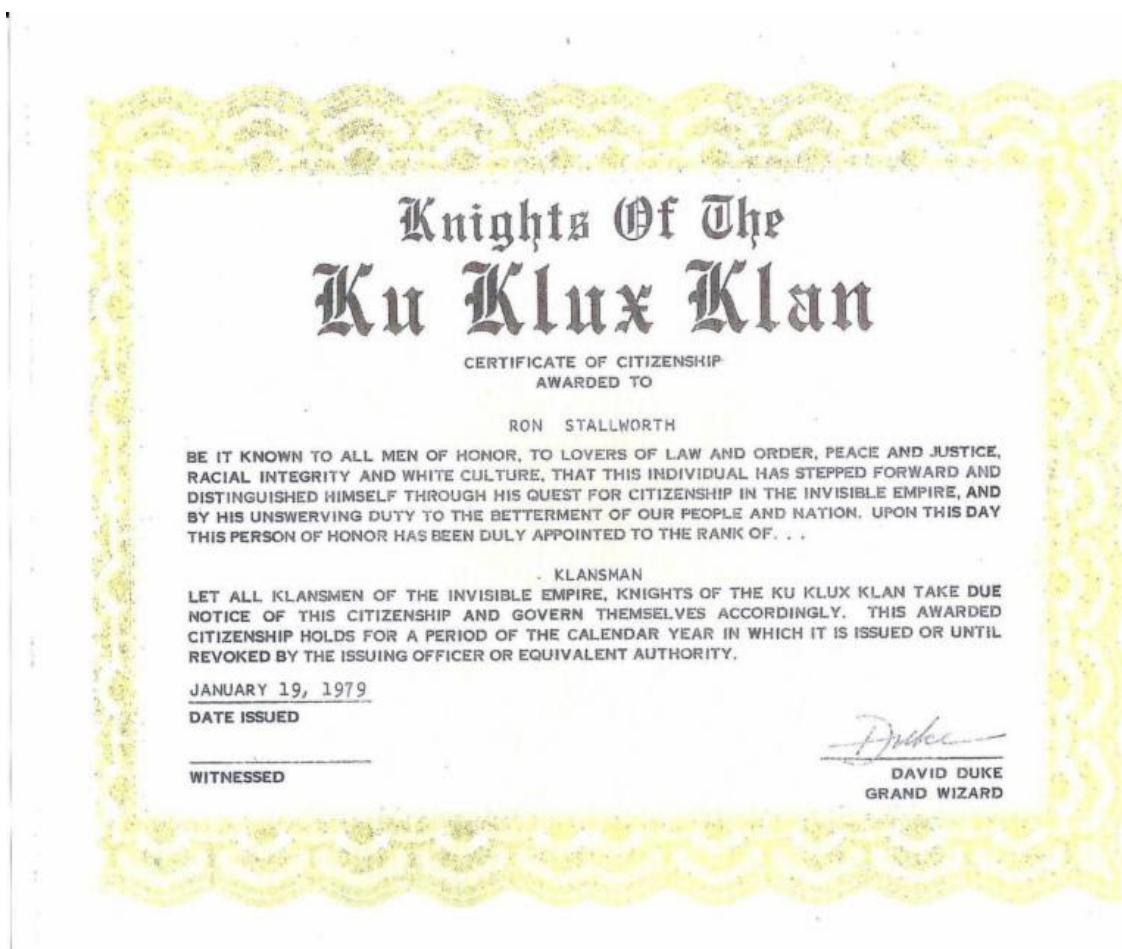 Knights Of The
Ku Klux Klan
CERTIFICATE OF CITIZENSHIP
AWARDED TO
RON STALLWORTH
BE IT KNOWN TO ALL MEN OF HONOR, TO LOVERS OF LAW AND ORDER, PEACE AND JUSTICE,
RACIAL INTEGRITY AND WHITE CULTURE, THAT THIS INDIVIDUAL HAS STEPPED FORWARD AND
DISTINGUISHED HIMSELF THROUGH HIS QUEST FOR CITIZENSHIP IN THE INVISIBLE EMPIRE, AND
BY HIS UNSWERVING DUTY TO THE BETTERMENT OF OUR PEOPLE AND NATION. UPON THIS DAY
THIS PERSON OF HONOR HAS BEEN DULY APPOINTED TO THE RANK OF. . .
KLANSMAN
LET ALL KLANSMEN OF THE INVISIBLE EMPIRE, KNIGHTS OF THE KU KLUX KLAN TAKE DUE
NOTICE OF THIS CITIZENSHIP AND GOVERN THEMSELVES ACCORDINGLY. THIS AWARDED
CITIZENSHIP HOLDS FOR A PERIOD OF THE CALENDAR YEAR IN WHICH IT IS ISSUED OR UNTIL
REVOKED BY THE ISSUING OFFICER OR EQUIVALENT AUTHORITY.
JANUARY 19, 1979
DATE ISSUED
Duke
WITNESSED
DAVID DUKE
GRAND WIZARD